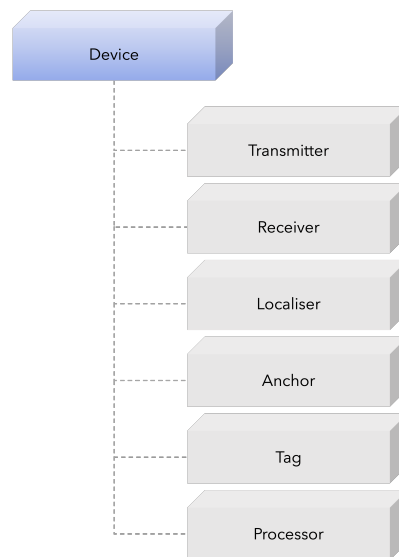 Device
Transmitter
Receiver
Localiser
Anchor
Tag
Processor